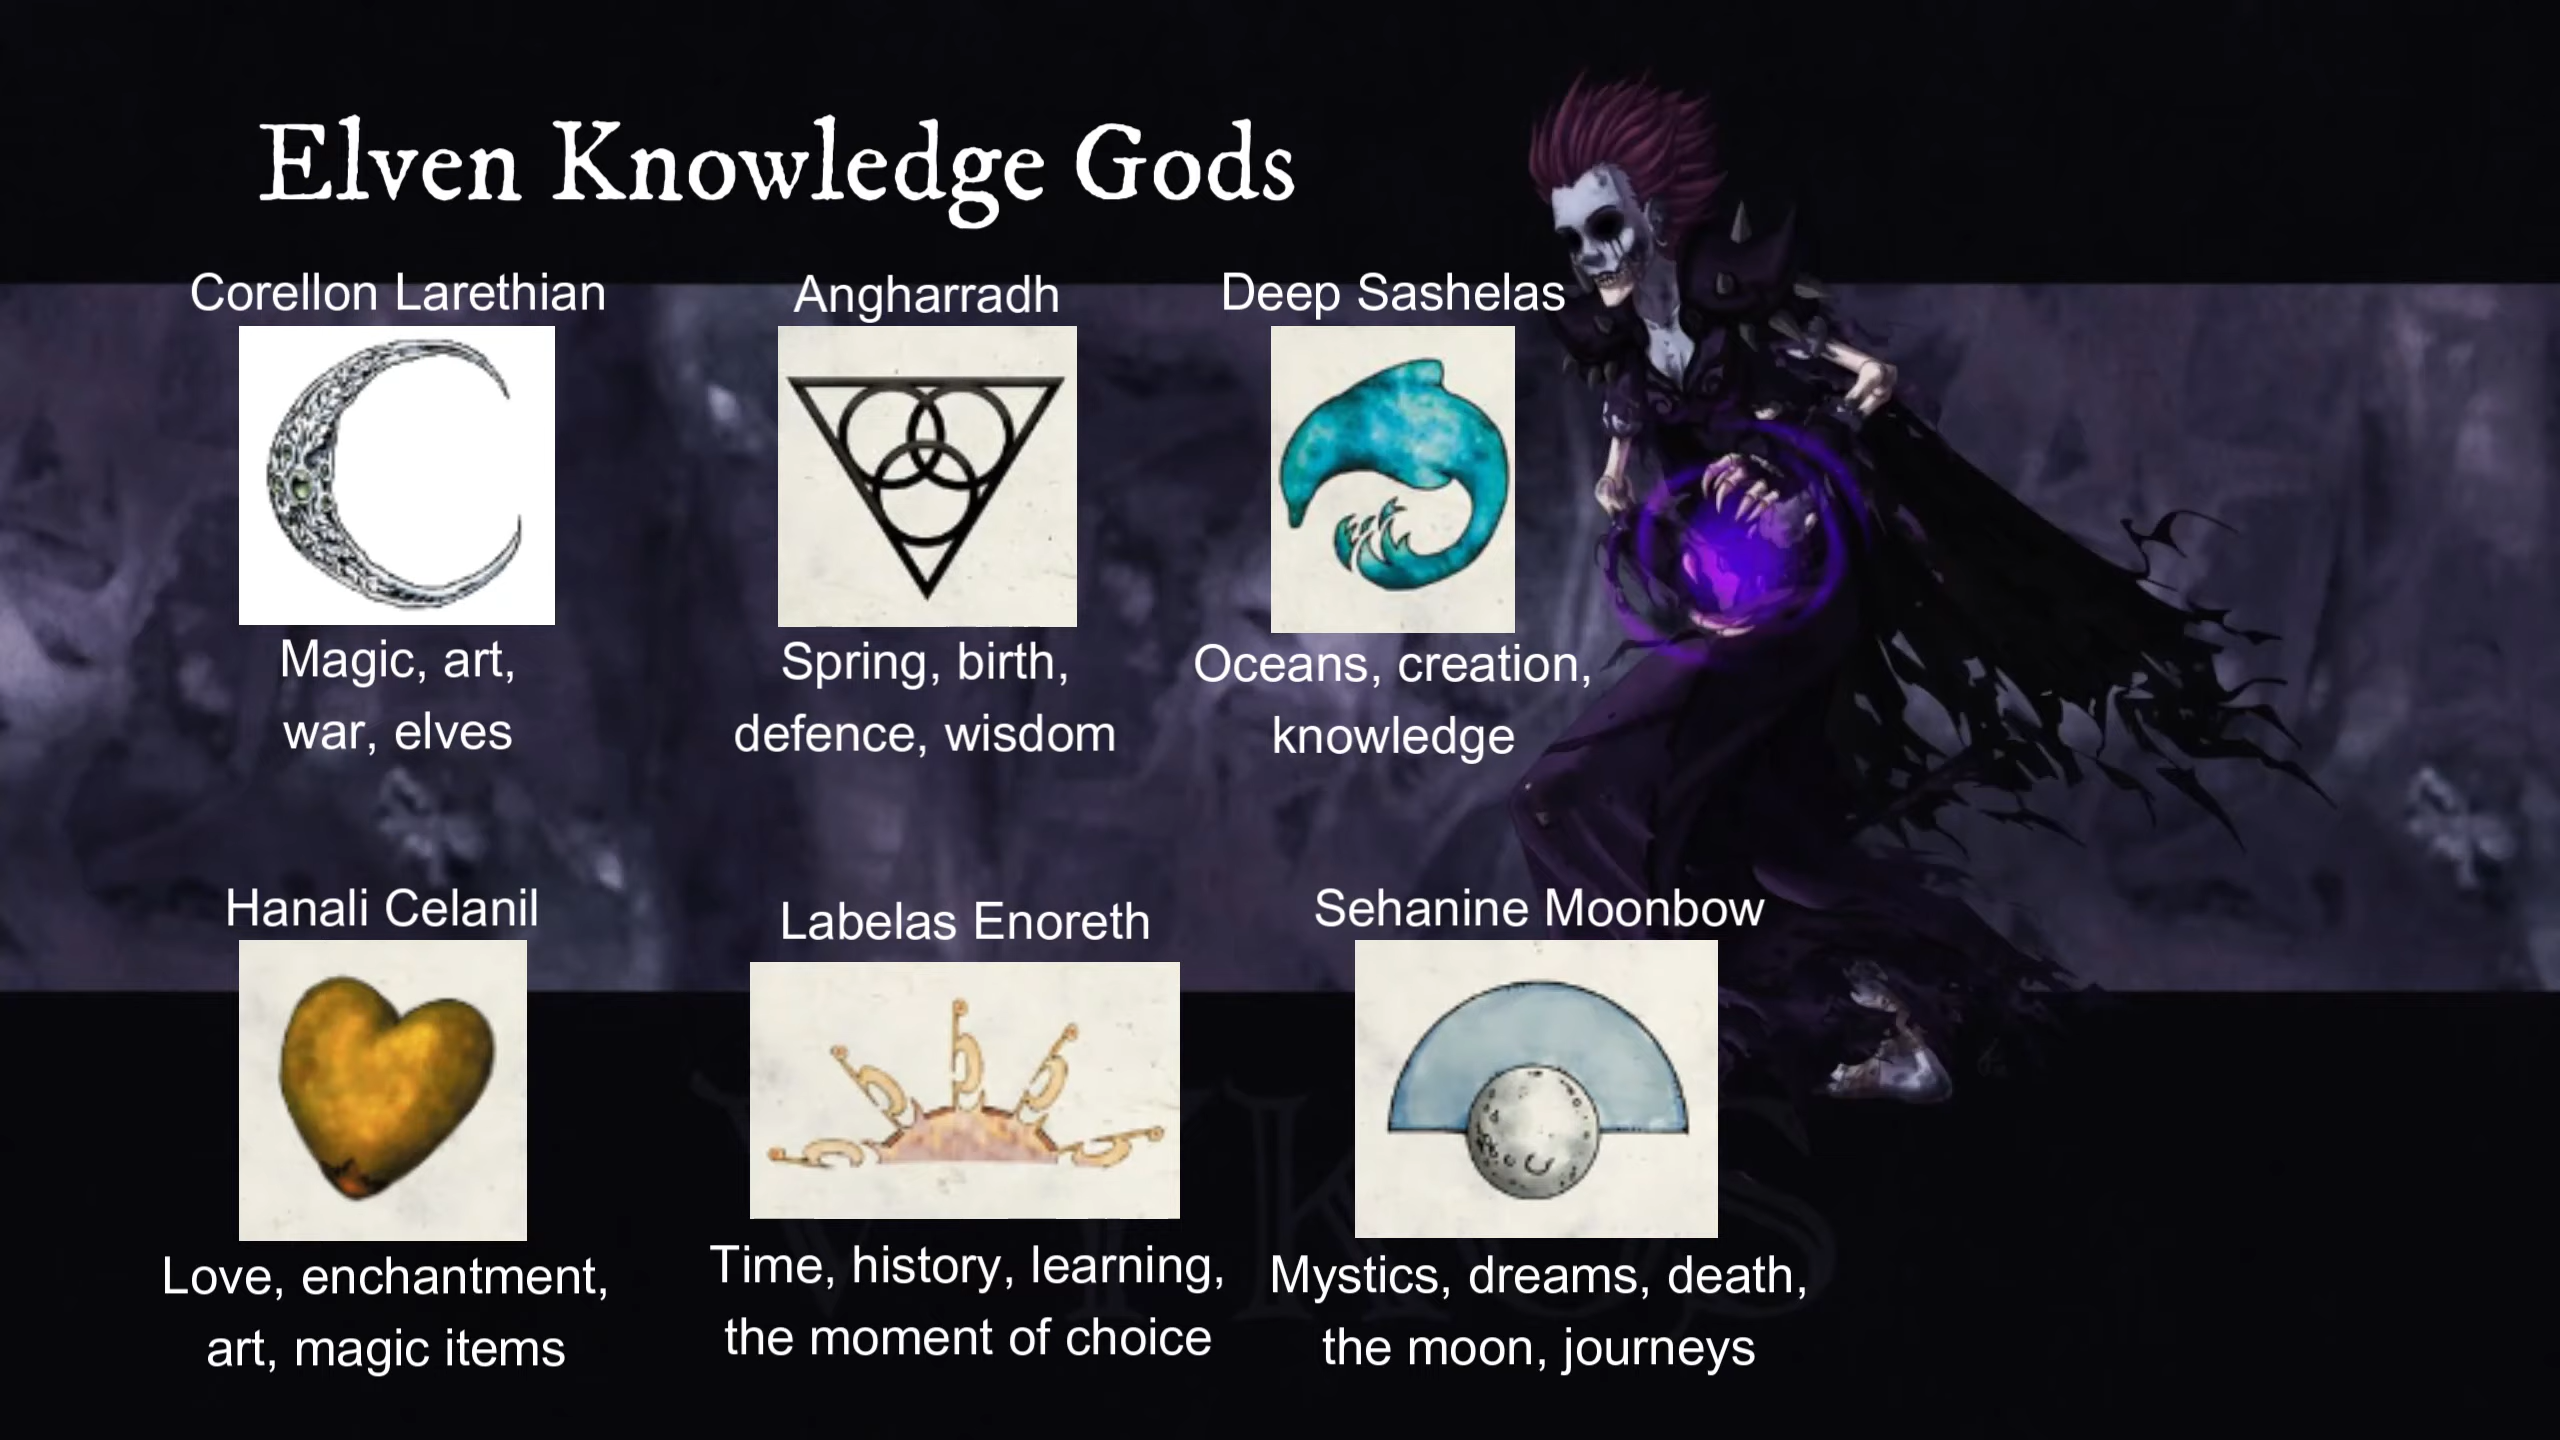 Elven Knowledge Gods
Corellon Larethian
Magic, art,
war, elves
Angharradh
Spring, birth,
defence, wisdom
Deep Sashelas
Oceans, creation,
knowledge
Hanali Celanil
Love, enchantment,
art, magic items
Labelas Enoreth
Time, history, learning,
the moment of choice
Sehanine Moonbow
Mystics, dreams, death,
the moon, journeys